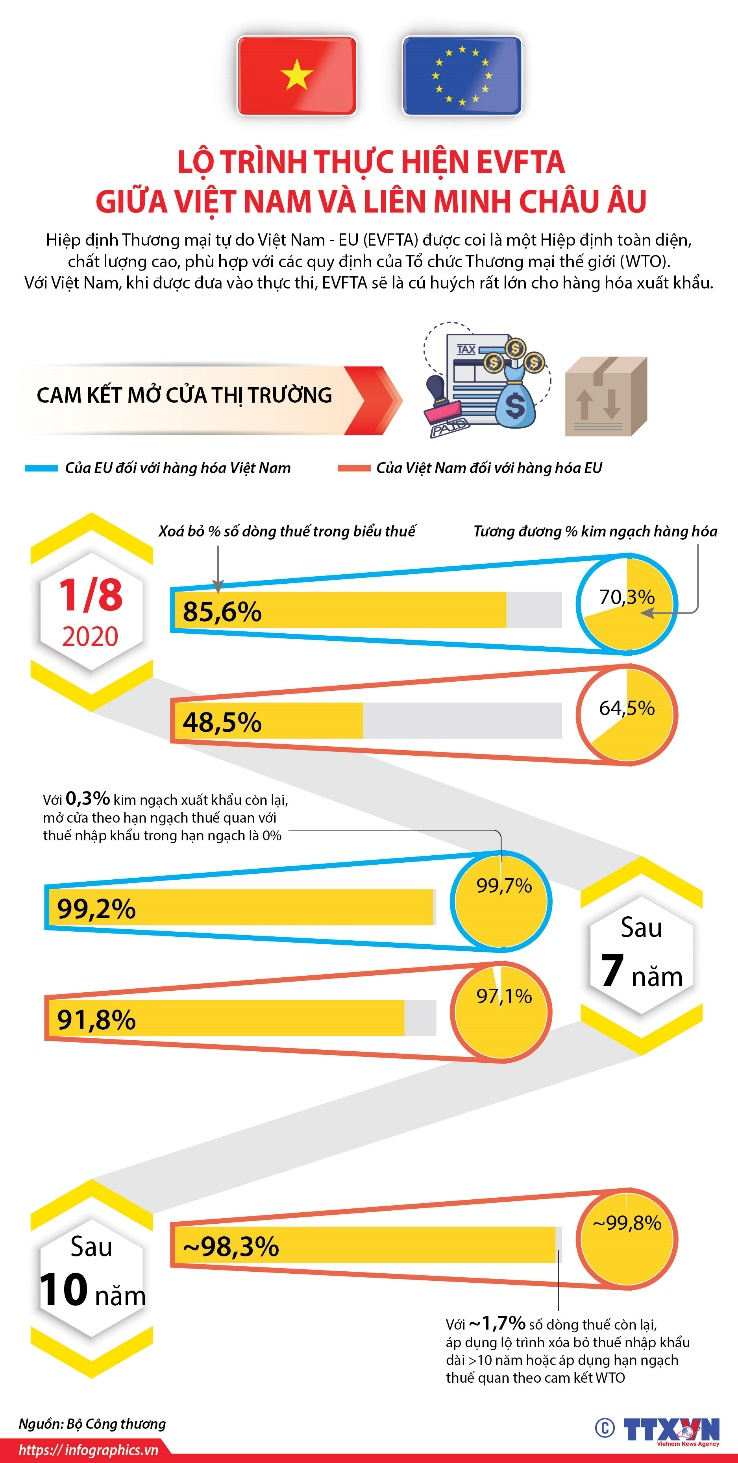 LỘ TRÌNH THỰC HIỆN EVFTA
GIỮA VIỆT NAM VÀ LIÊN MINH CHÂU ÂU
Hiệp định Thương mại tự do Việt Nam - EU (EVFTA) được coi là một Hiệp định toàn diện,
chất lượng cao, phù hợp với các quy định của Tổ chức Thương mại thế giới (WTO).
Với Việt Nam, khi được đưa vào thực thi, EVFTA sẽ là cú huých rất lớn cho hàng hóa xuất khẩu.
CAM KẾT MỞ CỬA THỊ TRƯỜNG
TAX
$
$
$
$
PAID
Của EU đối với hàng hóa Việt Nam
Của Việt Nam đối với hàng hóa EU
Xoá bỏ % số dòng thuế trong biểu thuế
Tương đương % kim ngạch hàng hóa
1/8
2020
85,6%
70,3%
48,5%
64,5%
Với 0,3% kim ngạch xuất khẩu còn lại,
mở cửa theo hạn ngạch thuế quan với
thuế nhập khẩu trong hạn ngạch là 0%
99,2%
99,7%
Sau
7 năm
91,8%
97,1%
Sau
10 năm
~98,3%
~99,8%
Với ~1,7% số dòng thuế còn lại,
áp dụng lộ trình xóa bỏ thuế nhập khẩu
dài >10 năm hoặc áp dụng hạn ngạch
thuế quan theo cam kết WTO
Nguồn: Bộ Công thương
© TTXVN
Vietnam News Agency
https:// infographics.vn